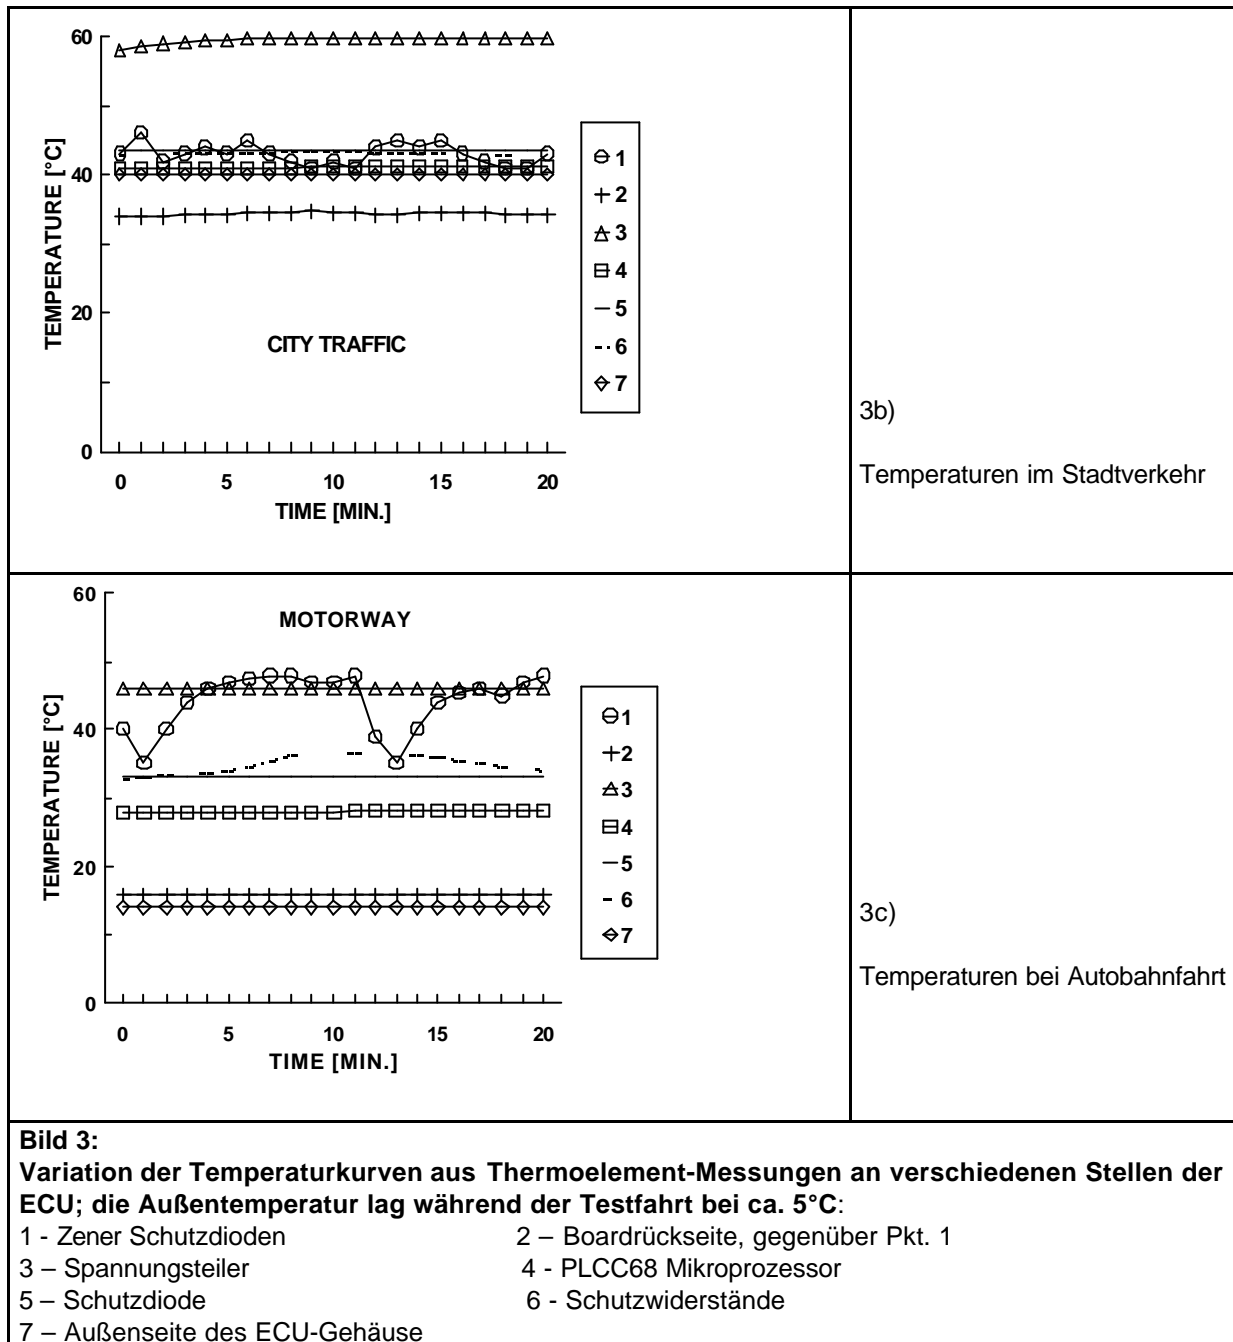 60
40
20
0
TEMPERATURE [°C]
CITY TRAFFIC
0 5 10 15 20
TIME [MIN.]
1
2
3
4
5
6
7
3b)
Temperaturen im Stadtverkehr
60
40
20
0
TEMPERATURE [°C]
MOTORWAY
0 5 10 15 20
TIME [MIN.]
1
2
3
4
5
6
7
3c)
Temperaturen bei Autobahnfahrt
Bild 3:
Variation der Temperaturkurven aus Thermoelement-Messungen an verschiedenen Stellen der
ECU; die Außentemperatur lag während der Testfahrt bei ca. 5°C:
1 - Zener Schutzdioden 2 – Boardrückseite, gegenüber Pkt. 1
3 – Spannungsteiler 4 - PLCC68 Mikroprozessor
5 – Schutzdiode 6 - Schutzwiderstände
7 – Außenseite des ECU-Gehäuse